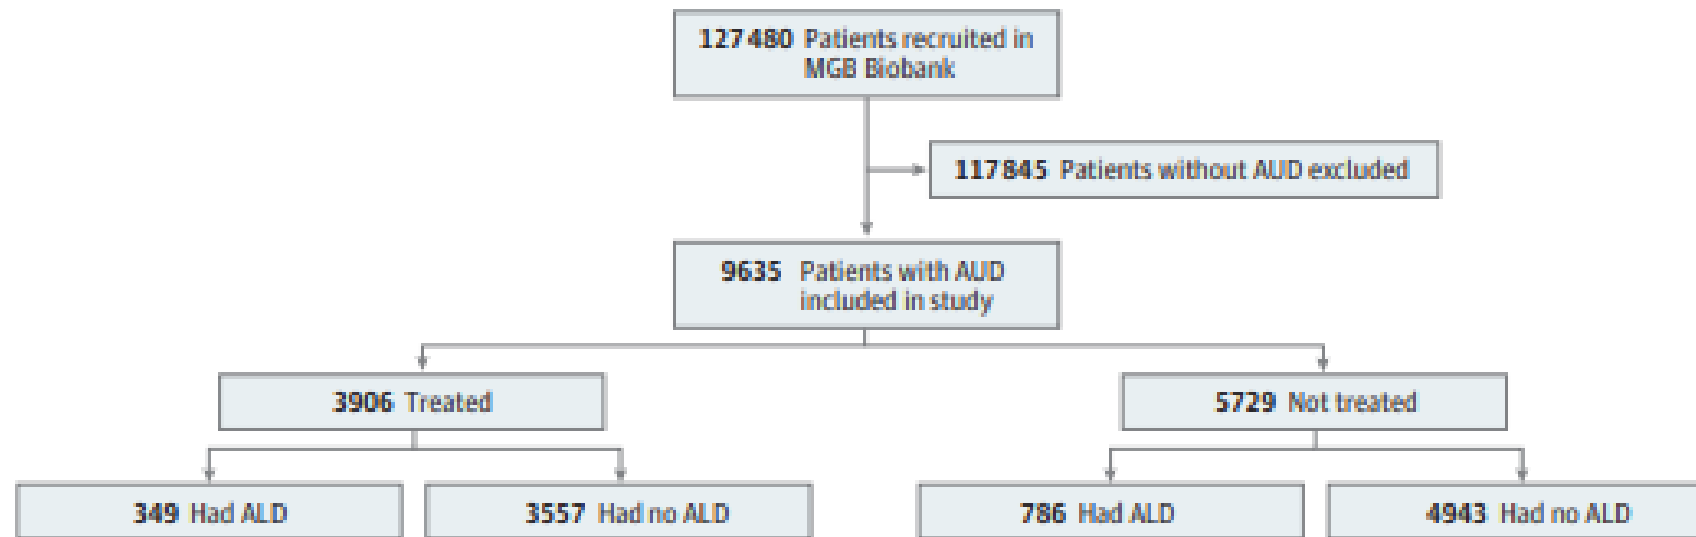 127480 Patients recruited in
MGB Biobank
117845 Patients without AUD excluded
9635 Patients with AUD
included in study
3906 Treated
5729 Not treated
349 Had ALD
3557 Had no ALD
786 Had ALD
4943 Had no ALD